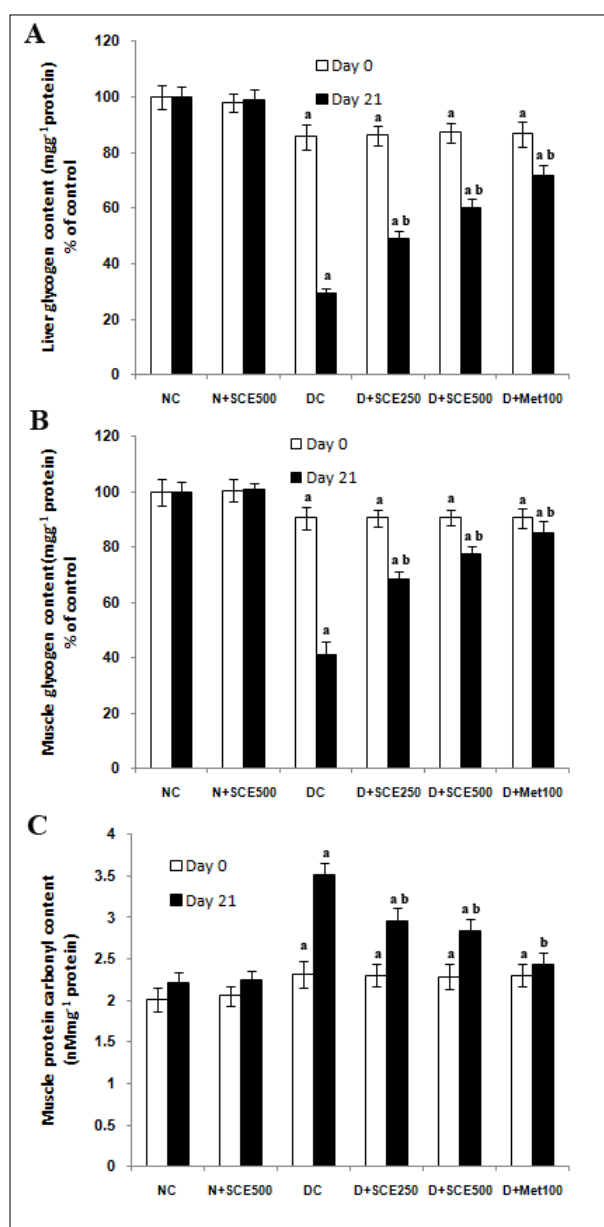 A
Liver glycogen content (mgg-1 protein)
% of control
120
100
80
60
40
20
0
Day 0
Day 21
a
a
a b
a
a b
a
a b
a
NC
N+SCE500
DC
D+SCE250
D+SCE500
D+Met100
B
Muscle glycogen content(mgg-1 protein)
% of control
120
100
80
60
40
20
0
Day 0
Day 21
a
a
a
a b
a
a b
a
a b
NC
N+SCE500
DC
D+SCE250
D+SCE500
D+Met100
C
Muscle protein carbonyl content
(nMmg-1 protein)
4
3.5
3
2.5
2
1.5
1
0.5
0
Day 0
Day 21
a
a
a
a b
a
a b
a
b
NC
N+SCE500
DC
D+SCE250
D+SCE500
D+Met100